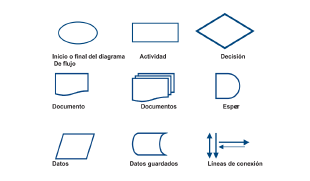 Inicio o final del diagrama
De flujo
Actividad
Decisión
Documento
Documentos
Esper
Datos
Datos guardados
Líneas de conexión